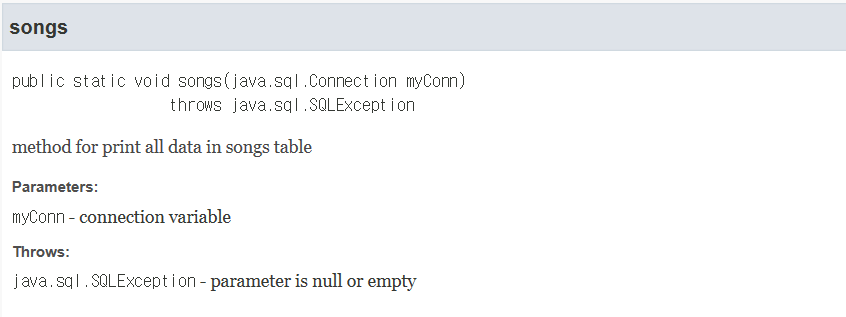 songs
public static void songs(java.sql.Connection myConn)
throws java.sql.SQLException
method for print all data in songs table
Parameters:
myConn - connection variable
Throws:
java.sql.SQLException - parameter is null or empty